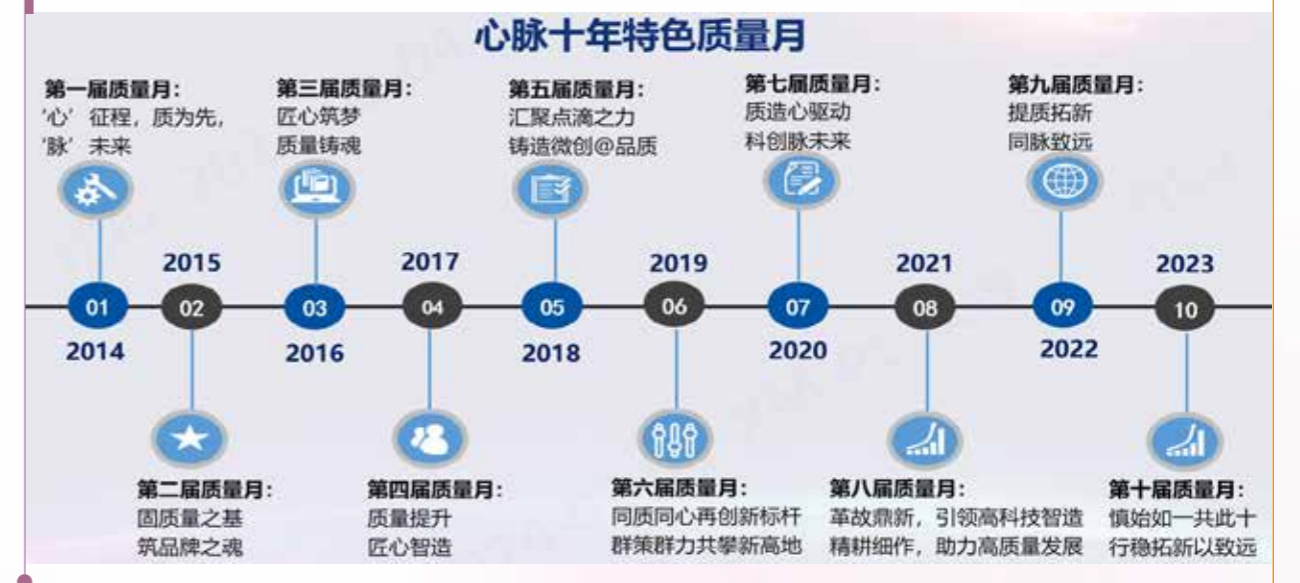 心脉十年特色质量月
第一届质量月：
'心' 征程，质为先，
'脉' 未来
第三届质量月：
匠心筑梦
质量铸魂
第五届质量月：
汇聚点滴之力
铸造微创@品质
第七届质量月：
质造心驱动
科创脉未来
第九届质量月：
提质拓新
同脉致远
2015
2017
2019
2021
2023
01
02
03
04
05
06
07
08
09
10
2014
2016
2018
2020
2022
第二届质量月：
固质量之基
筑品牌之魂
第四届质量月：
质量提升
匠心智造
第六届质量月：
同质同心再创新标杆
群策群力共攀新高地
第八届质量月：
革故鼎新，引领高科技智造
精耕细作，助力高质量发展
第十届质量月：
慎始如一共此十
行稳拓新以致远